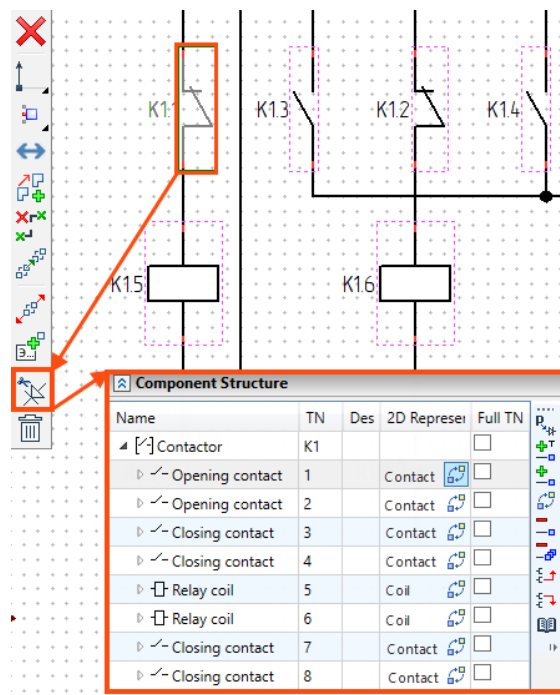 K1.1
K1.3
K1.2
K1.4
K1.5
K1.6
Э...
Component Structure
Name TN Des 2D Represei Full TN
Contactor K1
Opening contact 1 Contact
Opening contact 2 Contact
Closing contact 3 Contact
Closing contact 4 Contact
Relay coil 5 Coil
Relay coil 6 Coil
Closing contact 7 Contact
Closing contact 8 Contact